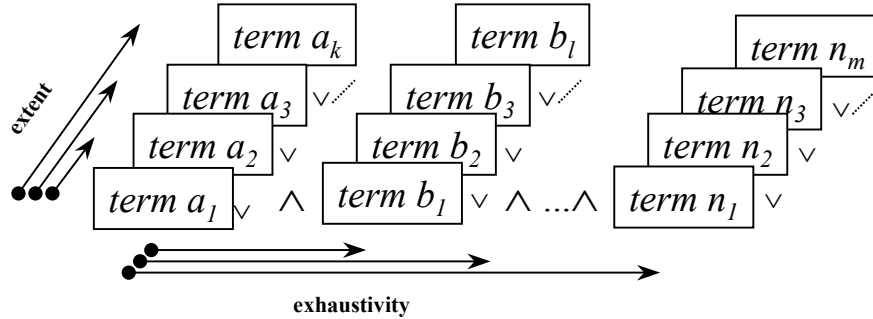 term a_k term b_l term n_m
term a_3 ∨ term b_3 ∨ term n_3 ∨
extent
term a_2 ∨ term b_2 ∨ term n_2 ∨
term a_1 ∨ ∧ term b_1 ∨ ∧ ...∧ term n_1 ∨
exhaustivity